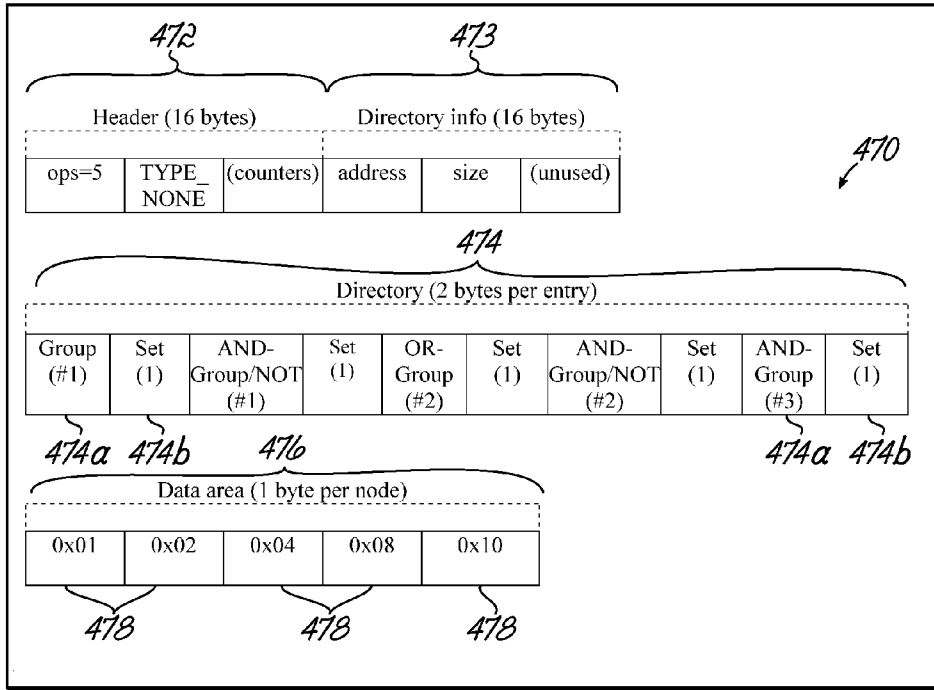 472 473
Header (16 bytes) Directory info (16 bytes)
470
ops=5 TYPE_ NONE (counters) address size (unused)
474
Directory (2 bytes per entry)
Group (#1) Set (1) AND- Group/NOT (#1) Set (1) OR- Group (#2) Set (1) AND- Group/NOT (#2) Set (1) AND- Group (#3) Set (1)
474a 474b 476 474a 474b
Data area (1 byte per node)
0x01 0x02 0x04 0x08 0x10
478 478 478